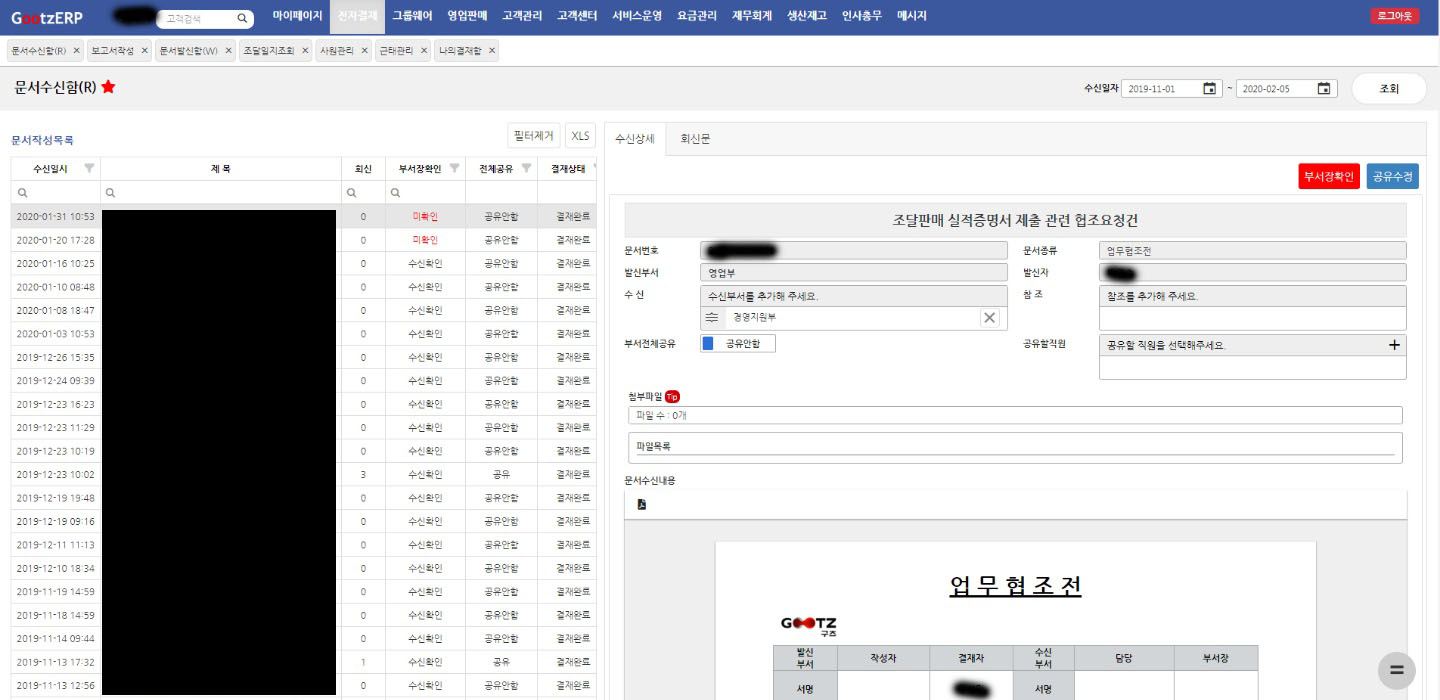 GootzERP 고객검색 마이페이지 전자결재 그룹웨어 영업판매 고객관리 고객센터 서비스운영 요금관리 재무회계 생산재고 인사총무 메시지 로그아웃
문서수신함(R) × 보고서작성 × 문서발신함(W) × 조달일지조회 × 사원관리 × 근태관리 × 나의결재함 ×
문서수신함(R) 수신일자 2019-11-01 ~ 2020-02-05 조회
문서작성목록 필터제거 XLS
수신일시 제 목 회신 부서장확인 전체공유 결재상태
2020-01-31 10:53 0 미확인 공유안함 결재완료
2020-01-20 17:28 0 미확인 공유안함 결재완료
2020-01-16 10:25 0 수신확인 공유안함 결재완료
2020-01-10 08:48 0 수신확인 공유안함 결재완료
2020-01-08 18:47 0 수신확인 공유안함 결재완료
2020-01-03 10:53 0 수신확인 공유안함 결재완료
2019-12-26 15:35 0 수신확인 공유안함 결재완료
2019-12-24 09:39 0 수신확인 공유안함 결재완료
2019-12-23 16:23 0 수신확인 공유안함 결재완료
2019-12-23 11:29 0 수신확인 공유안함 결재완료
2019-12-23 10:19 0 수신확인 공유안함 결재완료
2019-12-23 10:02 3 수신확인 공유 결재완료
2019-12-19 19:48 0 수신확인 공유안함 결재완료
2019-12-19 09:16 0 수신확인 공유안함 결재완료
2019-12-11 11:13 0 수신확인 공유안함 결재완료
2019-12-10 18:34 0 수신확인 공유안함 결재완료
2019-11-19 14:59 0 수신확인 공유안함 결재완료
2019-11-18 14:59 0 수신확인 공유안함 결재완료
2019-11-14 09:44 0 수신확인 공유안함 결재완료
2019-11-13 17:32 1 수신확인 공유 결재완료
2019-11-13 12:56 0 수신확인 공유안함 결재완료
수신상세 회신문
부서장확인 공유수정
조달판매 실적증명서 제출 관련 협조요청건
문서번호 문서종류 업무협조전
발신부서 영업부 발신자
수 신 수신부서를 추가해 주세요. 참 조 참조를 추가해 주세요.
경영지원부
부서전체공유 공유안함 공유할직원 공유할 직원을 선택해주세요.
첨부파일 Tip
파일 수 : 0개
파일목록
문서수신내용
업 무 협 조 전
GOOTZ
구즈
발신 부서 작성자 결재자 수신 부서 담당 부서장
서명 서명